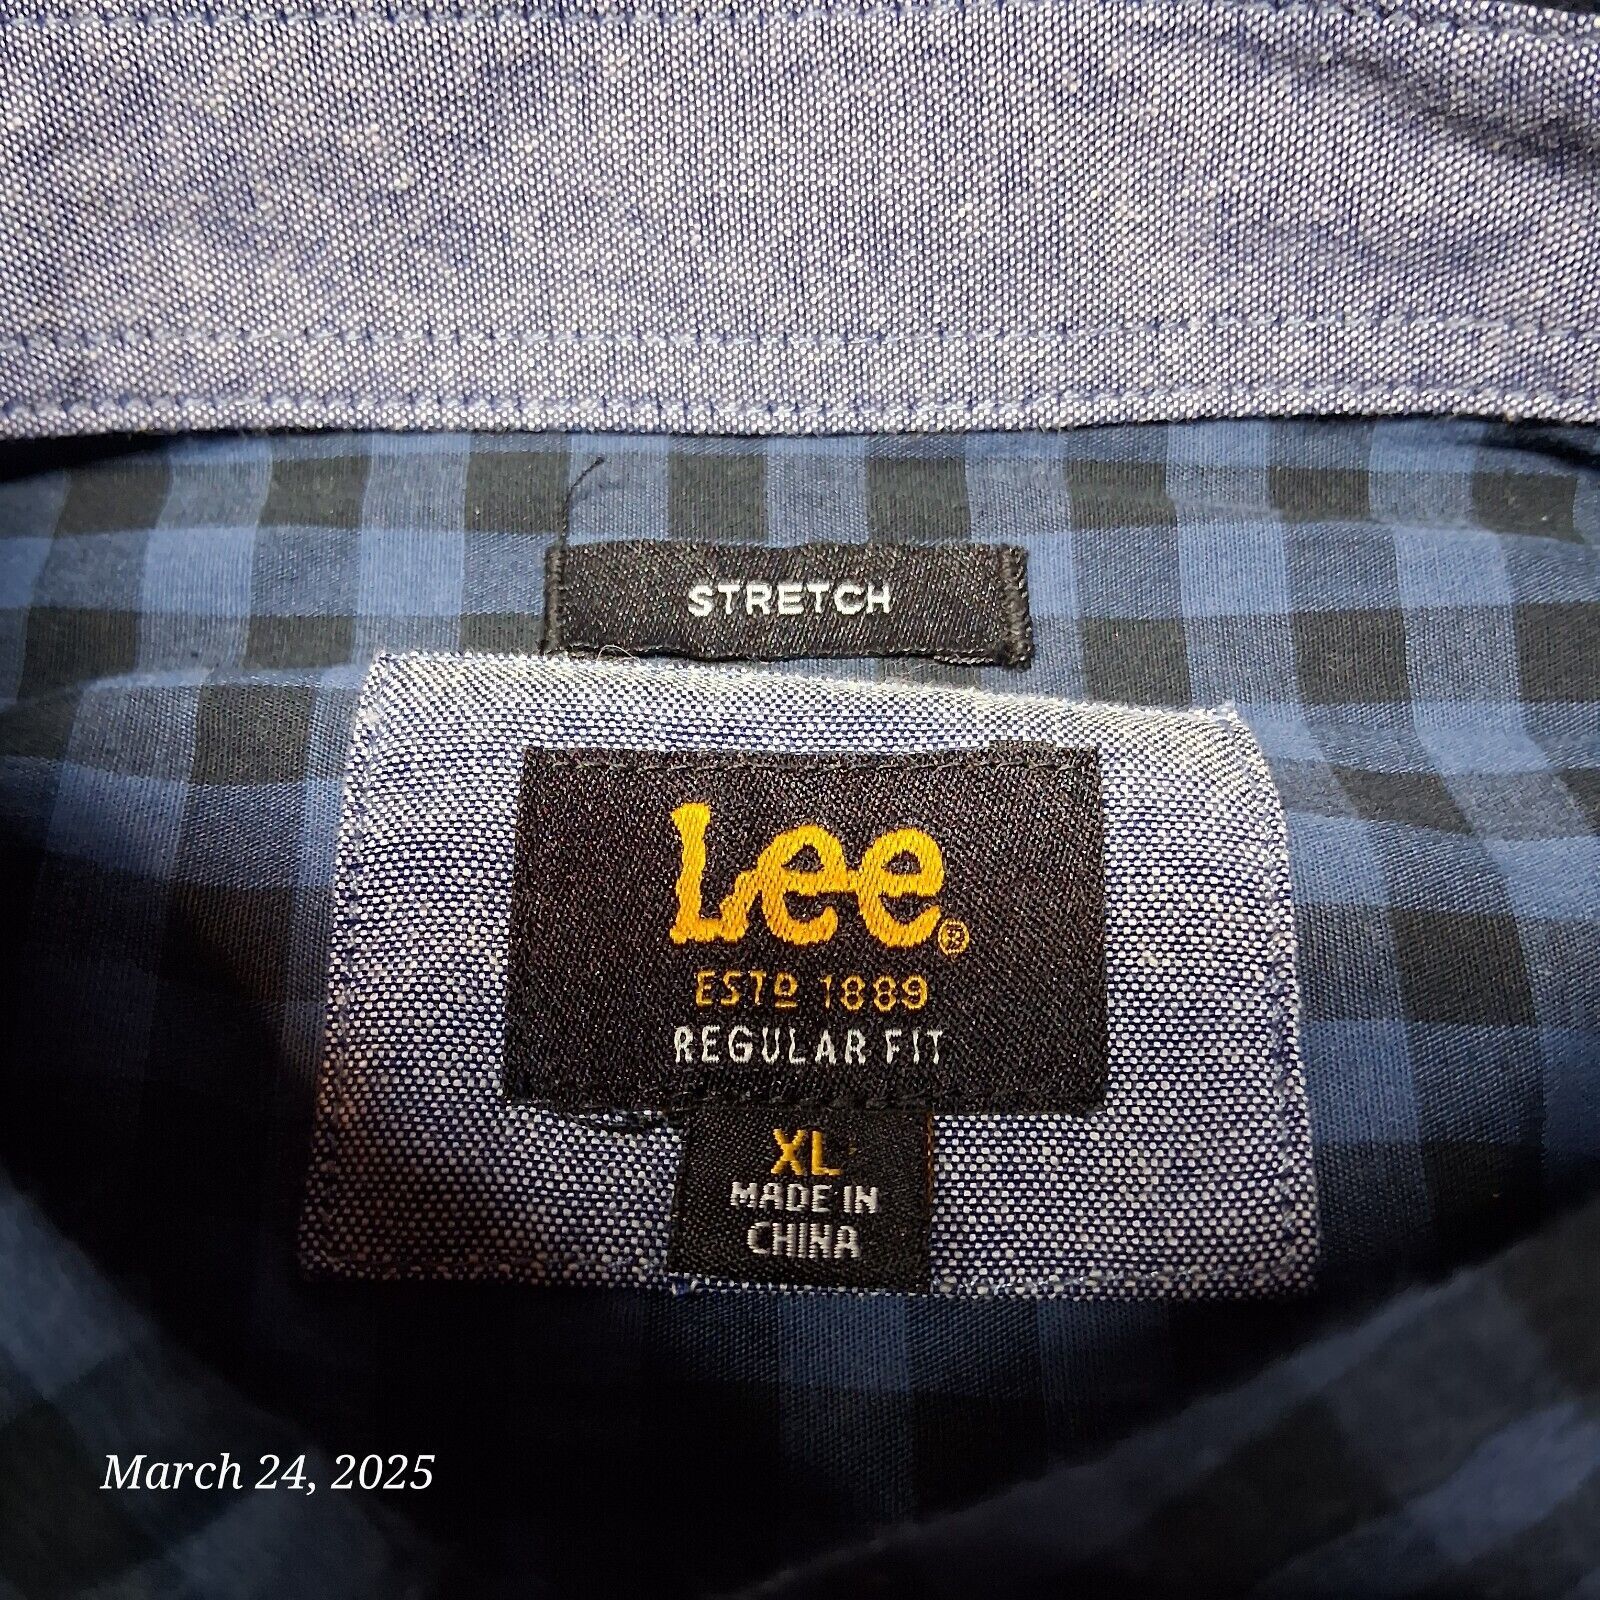 STRETCH
Lee®
ESTD 1889
REGULAR FIT
XL
MADE IN
CHINA
March 24, 2025